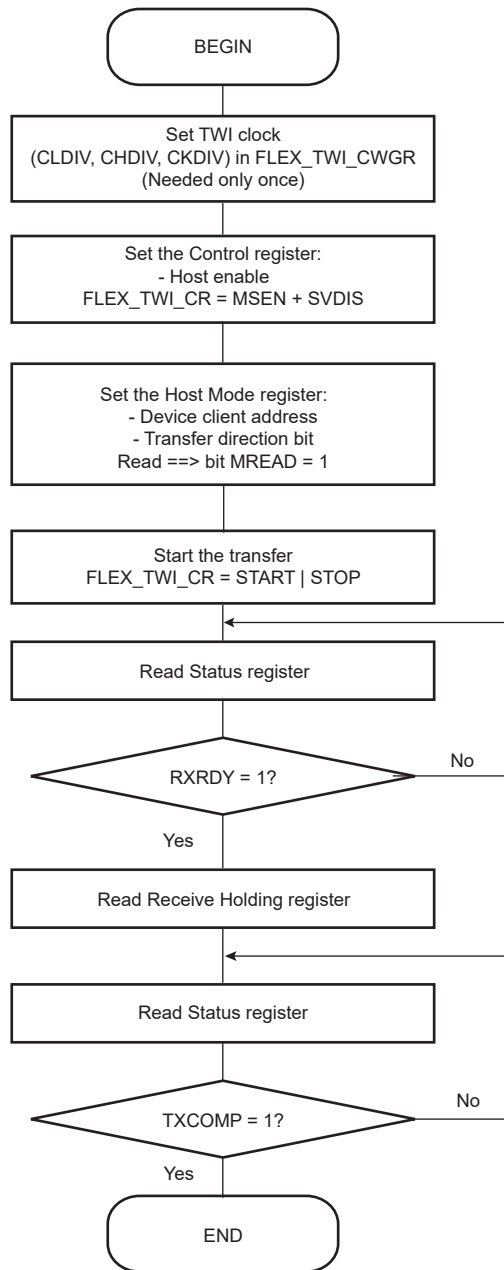 BEGIN
Set TWI clock
(CLDIV, CHDIV, CKDIV) in FLEX_TWI_CWGR
(Needed only once)
Set the Control register:
- Host enable
FLEX_TWI_CR = MSEN + SVDIS
Set the Host Mode register:
- Device client address
- Transfer direction bit
Read ==> bit MREAD = 1
Start the transfer
FLEX_TWI_CR = START | STOP
Read Status register
RXRDY = 1?
No
Yes
Read Receive Holding register
Read Status register
TXCOMP = 1?
No
Yes
END